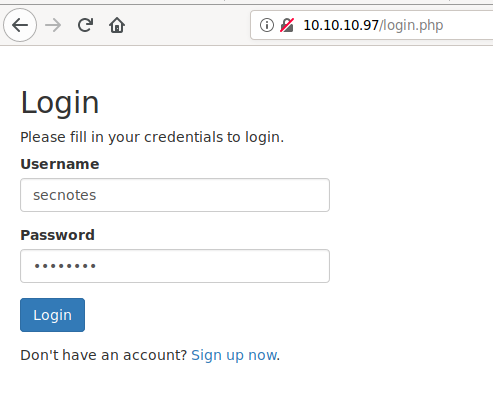 10.10.10.97/login.php
Login
Please fill in your credentials to login.
Username
secnotes
Password
••••••••
Login
Don't have an account? Sign up now.